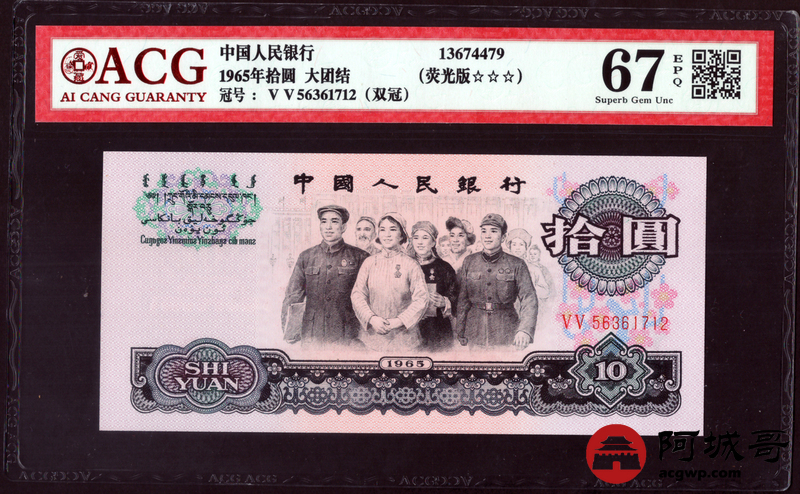 ACG
AI CANG GUARANTY
中国人民银行
1965年拾圆 大团结
冠号： V V 56361712（双冠）
13674479
（荧光版☆☆☆）
67
EPQ
Superb Gem Unc
中國人民銀行
拾圓
VV 56361712
1965
SHI
YUAN
10
阿城哥
acgwp.com